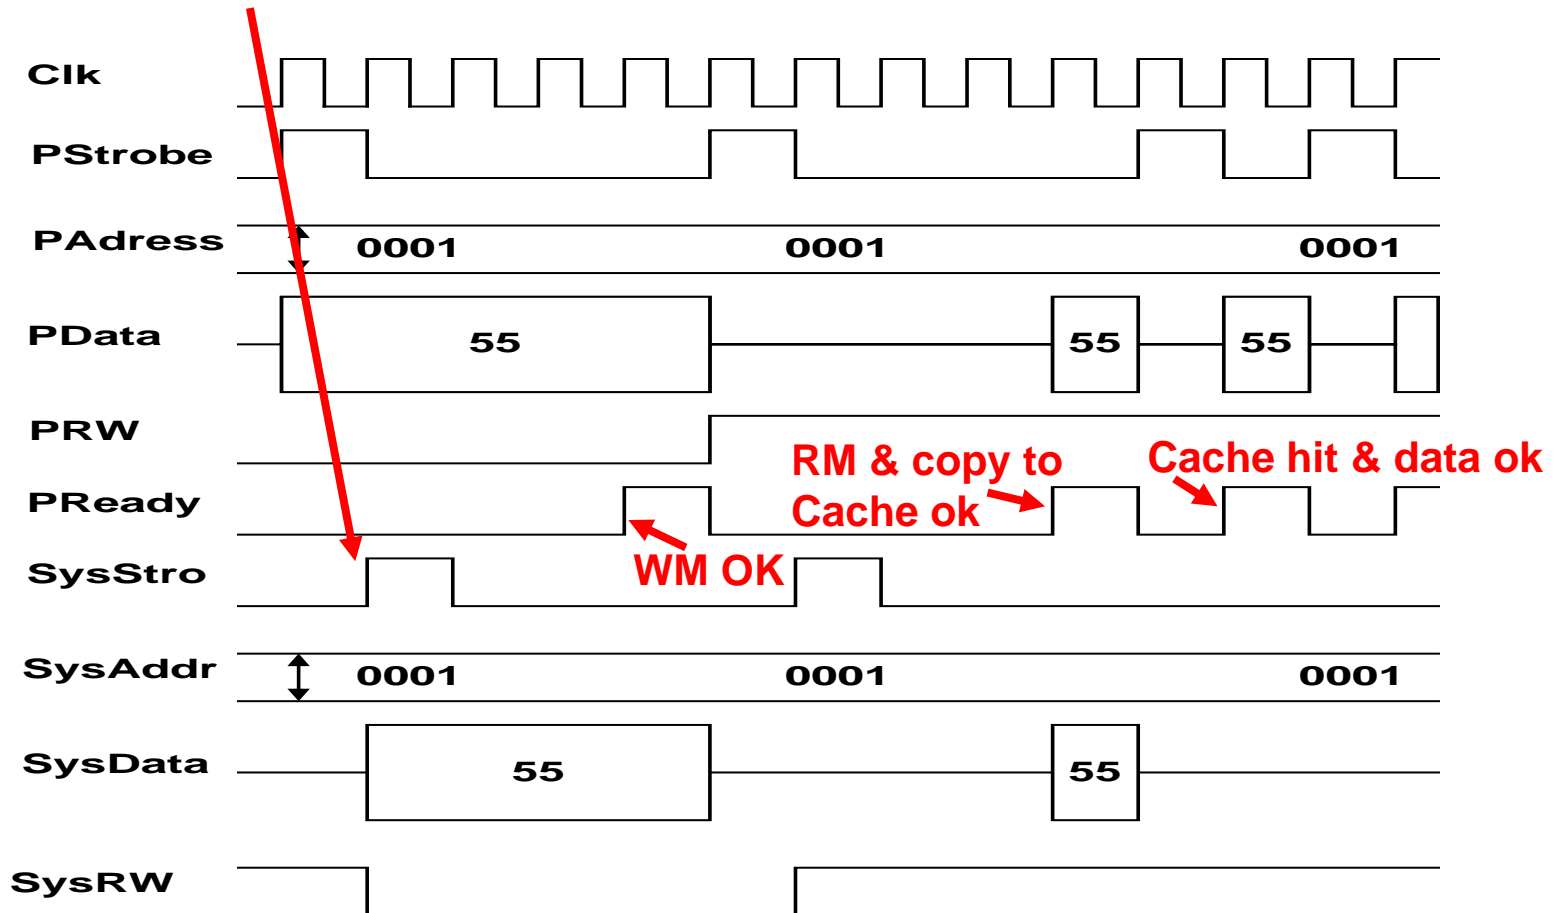 Clk
PStrobe
PAdress 0001 0001 0001
PData 55 55 55
PRW
RM & copy to
Cache ok
Cache hit & data ok
PReady
WM OK
SysStro
SysAddr 0001 0001 0001
SysData 55 55
SysRW